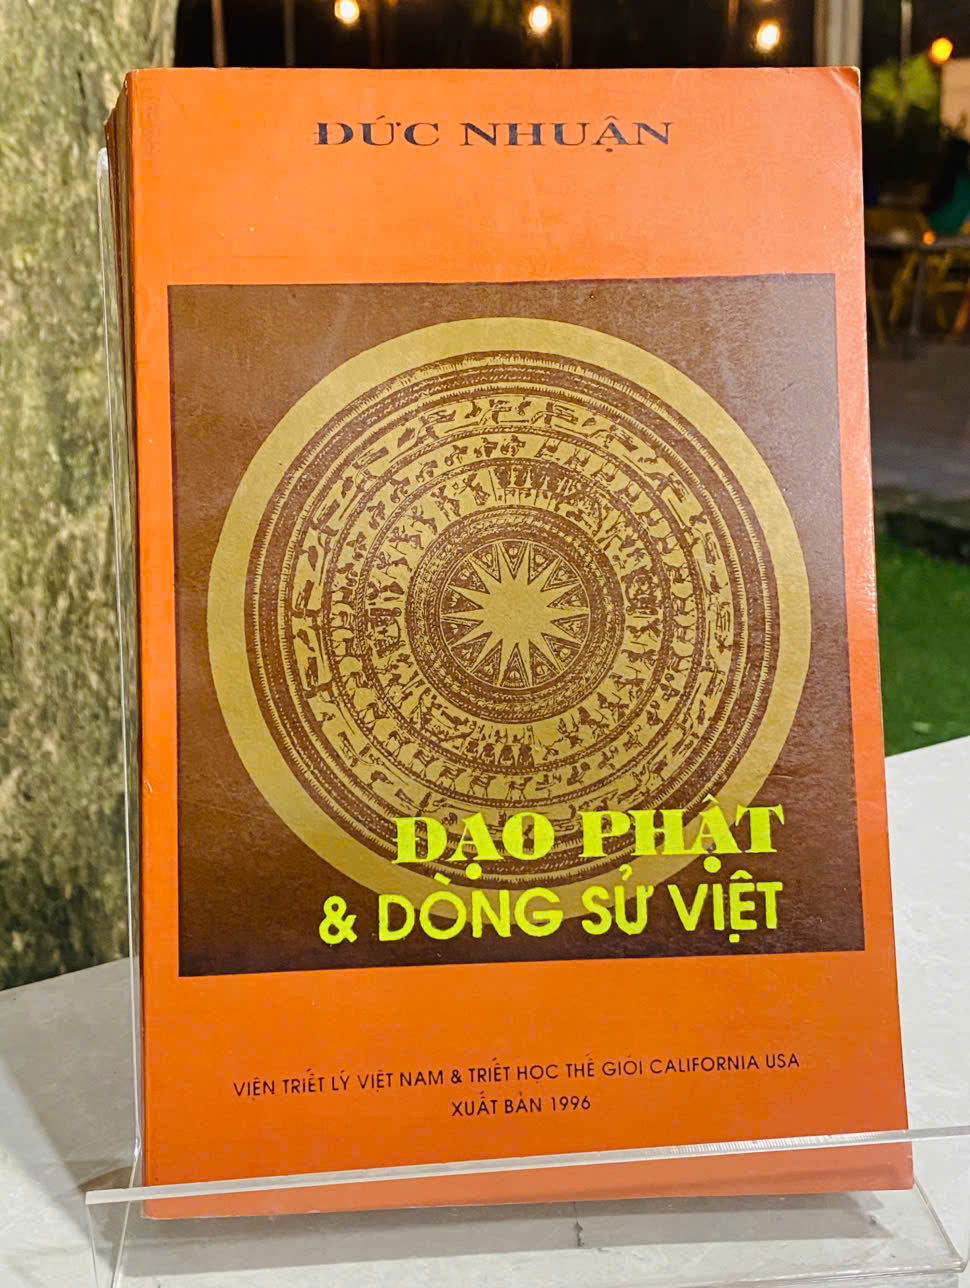 ĐỨC NHUẬN
ĐẠO PHẬT
& DÒNG SỬ VIỆT
VIỆN TRIẾT LÝ VIỆT NAM & TRIẾT HỌC THẾ GIỚI CALIFORNIA USA
XUẤT BẢN 1996